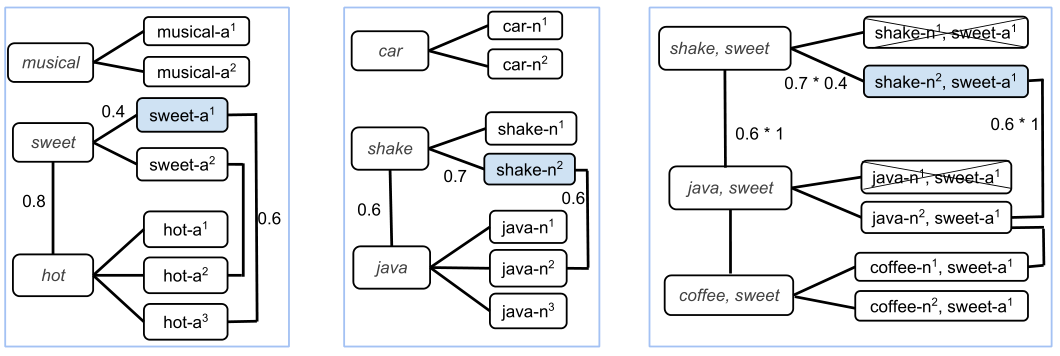 musical
musical-a¹
musical-a²
sweet
0.4
sweet-a¹
sweet-a²
0.8
0.6
hot
hot-a¹
hot-a²
hot-a³
car
car-n¹
car-n²
shake
shake-n¹
0.7
shake-n²
0.6
0.6
java
java-n¹
java-n²
java-n³
shake, sweet
shake-n¹, sweet-a¹
0.7 * 0.4
shake-n², sweet-a¹
0.6 * 1
0.6 * 1
java, sweet
java-n¹, sweet-a¹
java-n², sweet-a¹
coffee, sweet
coffee-n¹, sweet-a¹
coffee-n², sweet-a¹